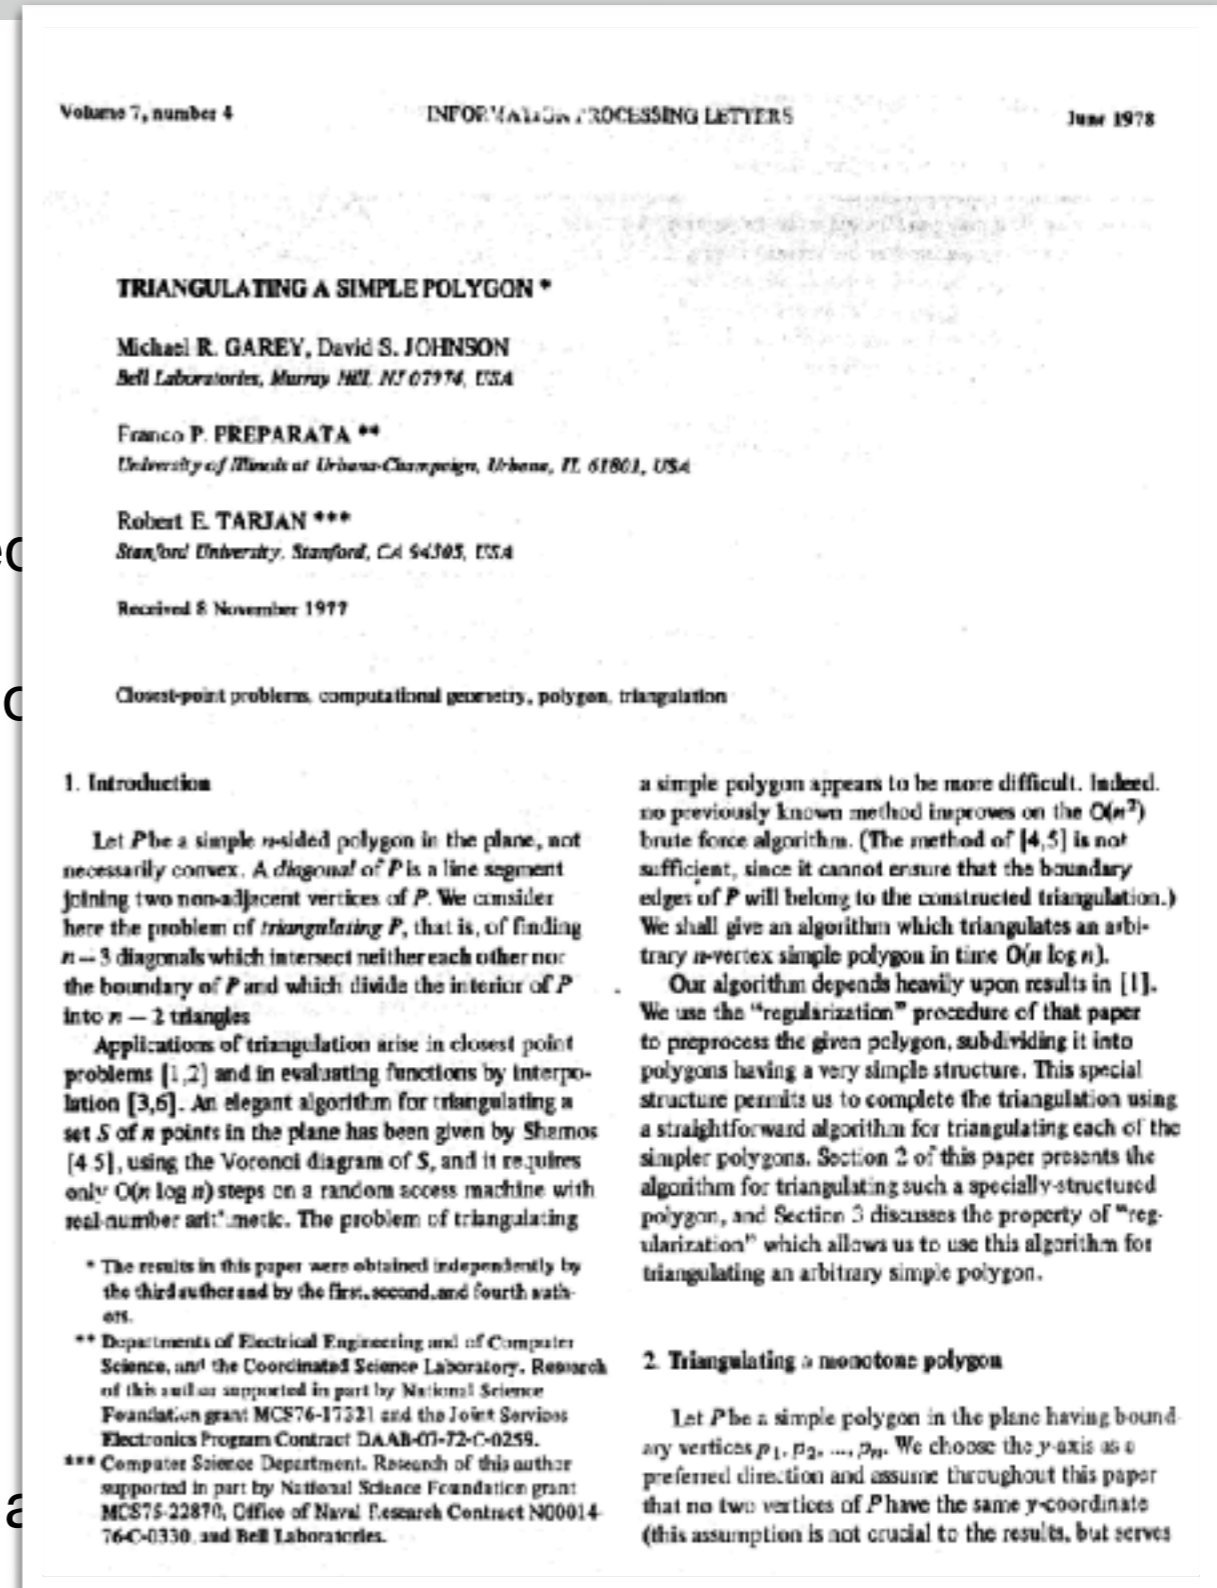 Volume 7, number 4
INFORMATION PROCESSING LETTERS
June 1978
TRIANGULATING A SIMPLE POLYGON *
Michael R. GAREY, David S. JOHNSON
Bell Laboratories, Murray Hill, NJ 07974, USA
Franco P. PREPARATA **
University of Illinois at Urbana-Champaign, Urbana, IL 61801, USA
Robert E. TARJAN ***
Stanford University, Stanford, CA 94305, USA
Received 8 November 1977
Closest-point problems, computational geometry, polygon, triangulation
1. Introduction
Let P be a simple n-sided polygon in the plane, not
necessarily convex. A diagonal of P is a line segment
joining two non-adjacent vertices of P. We consider
here the problem of triangulating P, that is, of finding
n – 3 diagonals which intersect neither each other nor
the boundary of P and which divide the interior of P
into n – 2 triangles
Applications of triangulation arise in closest point
problems [1,2] and in evaluating functions by interpo-
lation [3,6]. An elegant algorithm for triangulating a
set S of n points in the plane has been given by Shamos
[4 5], using the Voronoi diagram of S, and it requires
only O(n log n) steps on a random access machine with
real-number arithmetic. The problem of triangulating
* The results in this paper were obtained independently by
the third author and by the first, second, and fourth auth-
ors.
** Departments of Electrical Engineering and of Computer
Science, and the Coordinated Science Laboratory. Research
of this author supported in part by National Science
Foundation grant MCS76-17321 and the Joint Services
Electronics Program Contract DAAB-07-72-C-0259.
*** Computer Science Department. Research of this author
supported in part by National Science Foundation grant
MCS75-22870, Office of Naval Research Contract N00014-
76-C-0330, and Bell Laboratories.
a simple polygon appears to be more difficult. Indeed,
no previously known method improves on the O(n²)
brute force algorithm. (The method of [4,5] is not
sufficient, since it cannot ensure that the boundary
edges of P will belong to the constructed triangulation.)
We shall give an algorithm which triangulates an arbi-
trary n-vertex simple polygon in time O(n log n).
Our algorithm depends heavily upon results in [1].
We use the "regularization" procedure of that paper
to preprocess the given polygon, subdividing it into
polygons having a very simple structure. This special
structure permits us to complete the triangulation using
a straightforward algorithm for triangulating each of the
simpler polygons. Section 2 of this paper presents the
algorithm for triangulating such a specially-structured
polygon, and Section 3 discusses the property of "reg-
ularization" which allows us to use this algorithm for
triangulating an arbitrary simple polygon.
2. Triangulating a monotone polygon
Let P be a simple polygon in the plane having bound-
ary vertices p₁, p₂, ..., pₙ. We choose the y-axis as a
preferred direction and assume throughout this paper
that no two vertices of P have the same y-coordinate
(this assumption is not crucial to the results, but serves